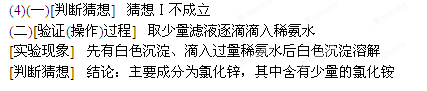 (4)(一)[判断猜想] 猜想Ⅰ不成立
(二)[验证(操作)过程] 取少量滤液逐滴滴入稀氨水
[实验现象] 先有白色沉淀、滴入过量稀氨水后白色沉淀溶解
[判断猜想] 结论：主要成分为氯化锌，其中含有少量的氯化铵